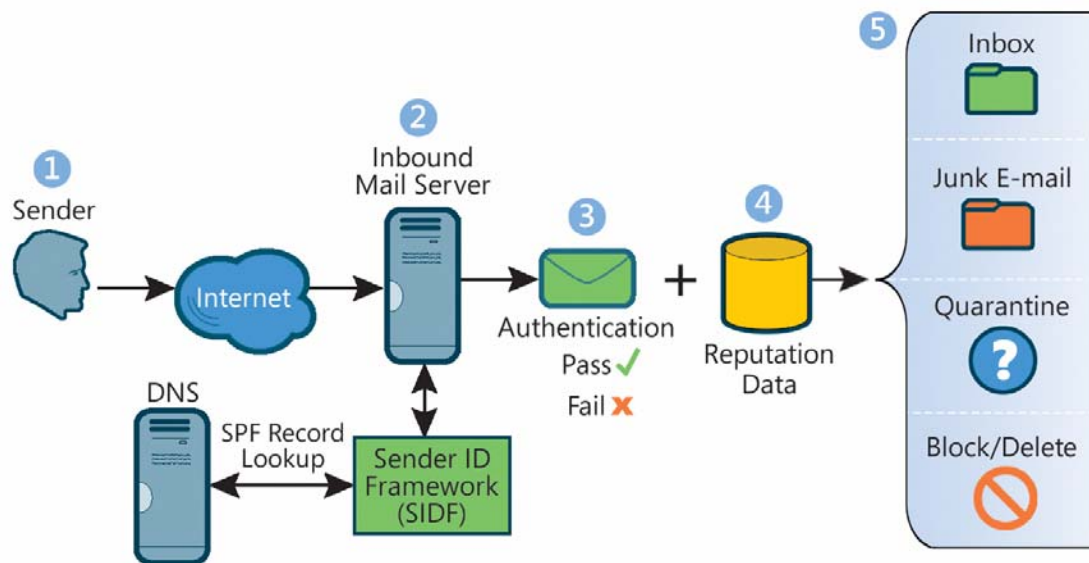 1
Sender
Internet
2
Inbound
Mail Server
DNS
SPF Record
Lookup
Sender ID
Framework
(SIDF)
3
Authentication
Pass
Fail
+
4
Reputation
Data
5
Inbox
Junk E-mail
Quarantine
?
Block/Delete